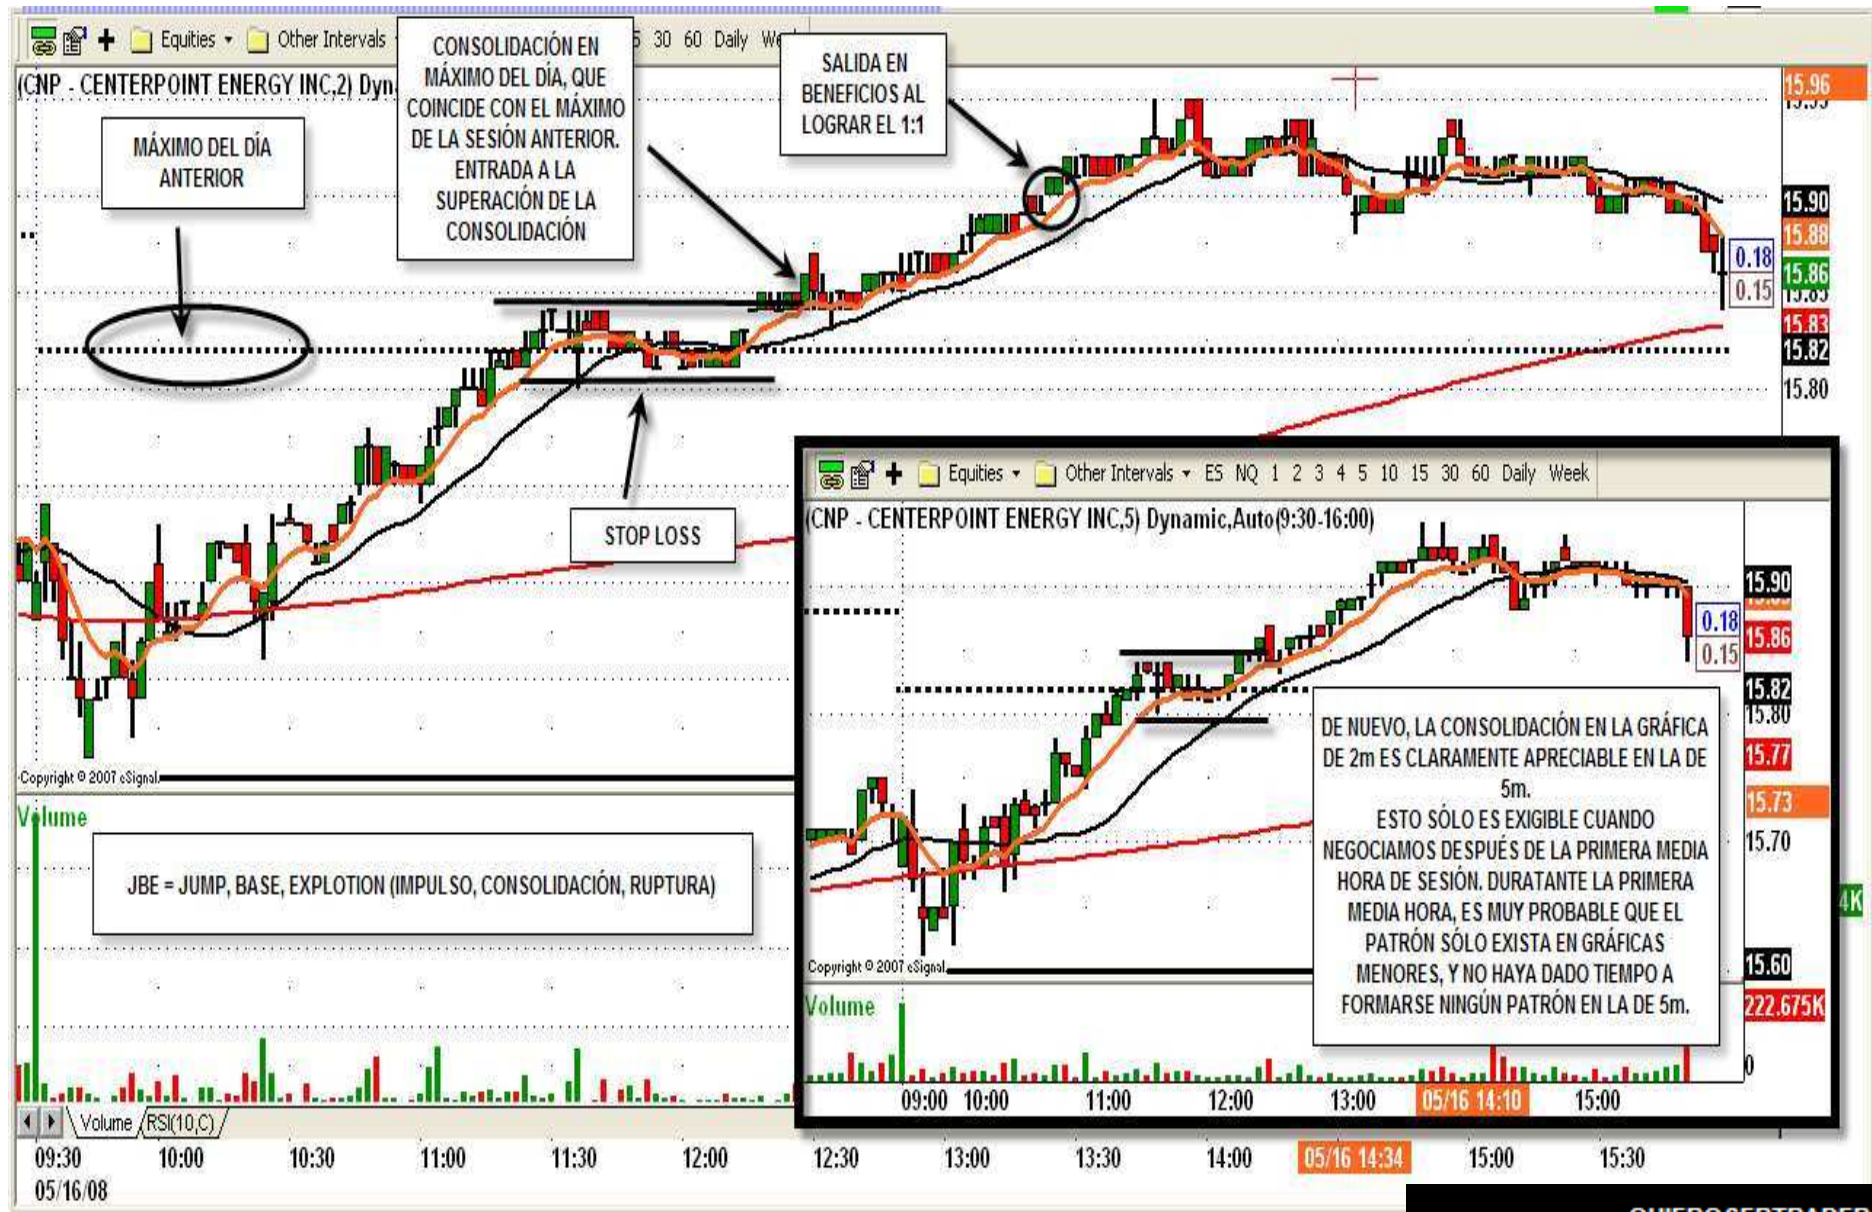 Equities
Other Intervals
30 60 Daily
(CNP - CENTERPOINT ENERGY INC,2)
CONSOLIDACIÓN EN
MÁXIMO DEL DÍA, QUE
COINCIDE CON EL MÁXIMO
DE LA SESIÓN ANTERIOR.
ENTRADA A LA
SUPERACIÓN DE LA
CONSOLIDACIÓN
SALIDA EN
BENEFICIOS AL
LOGRAR EL 1:1
MÁXIMO DEL DÍA
ANTERIOR
STOP LOSS
15.96
15.90
15.88
0.18
15.86
0.15
15.83
15.82
15.80
Copyright © 2007 eSignal
Volume
JBE = JUMP, BASE, EXPLOTION (IMPULSO, CONSOLIDACIÓN, RUPTURA)
Equities
Other Intervals
ES NQ 1 2 3 4 5 10 15 30 60 Daily Week
(CNP - CENTERPOINT ENERGY INC,5) Dynamic,Auto(9:30-16:00)
15.90
0.18
15.86
0.15
15.82
15.80
15.77
15.73
15.70
15.60
222.675K
0
4K
DE NUEVO, LA CONSOLIDACIÓN EN LA GRÁFICA
DE 2m ES CLARAMENTE APRECIABLE EN LA DE
5m.
ESTO SÓLO ES EXIGIBLE CUANDO
NEGOCIAMOS DESPUÉS DE LA PRIMERA MEDIA
HORA DE SESIÓN. DURATANTE LA PRIMERA
MEDIA HORA, ES MUY PROBABLE QUE EL
PATRÓN SÓLO EXISTA EN GRÁFICAS
MENORES, Y NO HAYA DADO TIEMPO A
FORMARSE NINGÚN PATRÓN EN LA DE 5m.
Copyright © 2007 eSignal
Volume
09:00 10:00 11:00 12:00 13:00 05/16 14:10 15:00
Volume RSI(10,C)
09:30 10:00 10:30 11:00 11:30 12:00 12:30 13:00 13:30 14:00 05/16 14:34 15:00 15:30
05/16/08